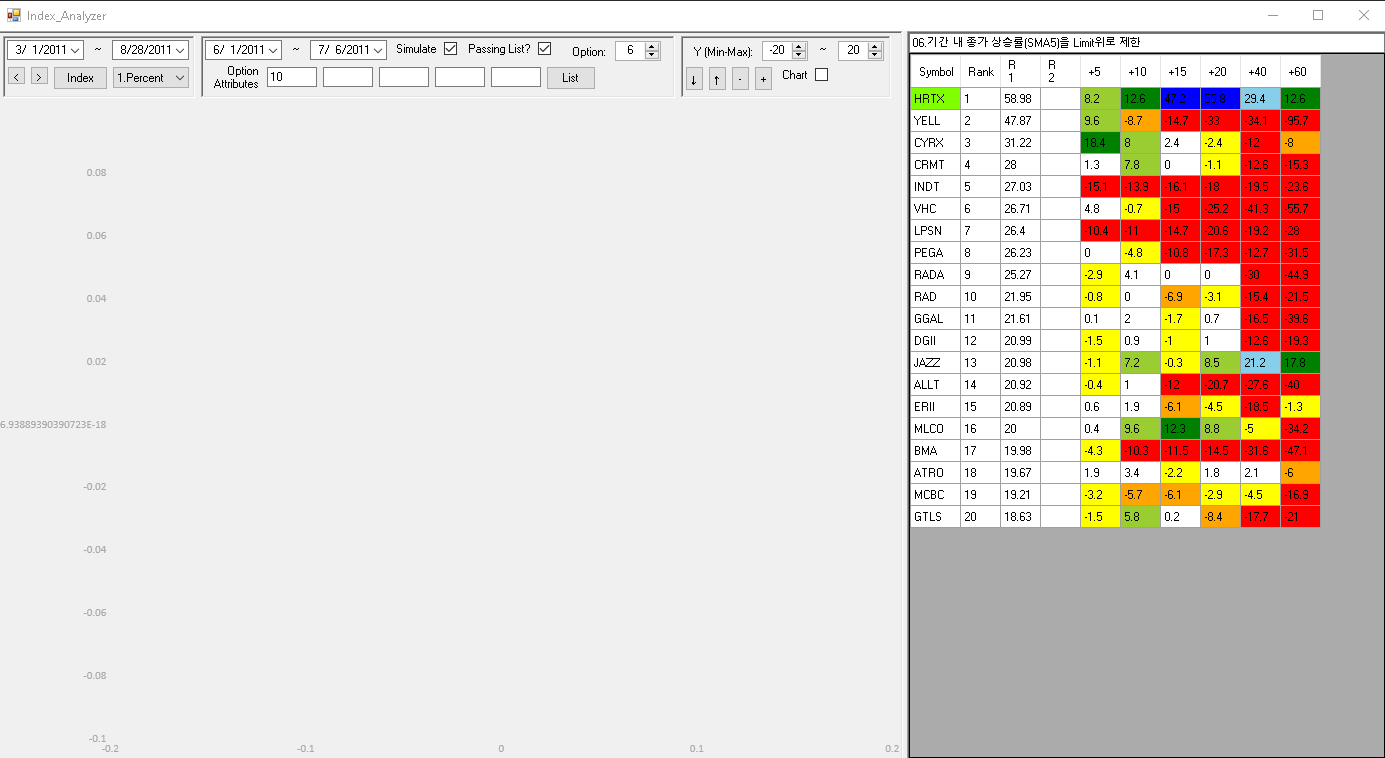 Index_Analyzer
3/ 1/2011 ~ 8/28/2011
< > Index 1.Percent
6/ 1/2011 ~ 7/ 6/2011 Simulate Passing List? Option: 6
Option Attributes 10 List
Y (Min-Max): -20 ~ 20
↓ ↑ - + Chart
0.08
0.06
0.04
0.02
6.93889390390723E-18
-0.02
-0.04
-0.06
-0.08
-0.1
-0.2 -0.1 0 0.1 0.2
06.기간 내 종가 상승률(SMA5)을 Limit위로 제한
Symbol Rank R 1 R 2 +5 +10 +15 +20 +40 +60
HRTX 1 58.98 8.2 12.6 47.2 55.8 29.4 12.6
YELL 2 47.87 9.6 -8.7 -14.7 -33 -34.1 -95.7
CYRX 3 31.22 18.4 8 2.4 -2.4 -12 -8
CRMT 4 28 1.3 7.8 0 -1.1 -12.6 -15.3
INDT 5 27.03 -15.1 -13.9 -16.1 -18 -19.5 -23.6
VHC 6 26.71 4.8 -0.7 -15 -25.2 -41.3 -55.7
LPSN 7 26.4 -10.4 -11 -14.7 -20.6 -19.2 -28
PEGA 8 26.23 0 -4.8 -10.8 -17.3 -12.7 -31.5
RADA 9 25.27 -2.9 4.1 0 0 -30 -44.9
RAD 10 21.95 -0.8 0 -6.9 -3.1 -15.4 -21.5
GGAL 11 21.61 0.1 2 -1.7 0.7 -16.5 -39.6
DGII 12 20.99 -1.5 0.9 -1 1 -12.6 -19.3
JAZZ 13 20.98 -1.1 7.2 -0.3 8.5 21.2 17.8
ALLT 14 20.92 -0.4 1 -12 -20.7 -27.6 -40
ERII 15 20.89 0.6 1.9 -6.1 -4.5 -18.5 -1.3
MLCO 16 20 0.4 9.6 12.3 8.8 -5 -34.2
BMA 17 19.98 -4.3 -10.3 -11.5 -14.5 -31.6 -47.1
ATRO 18 19.67 1.9 3.4 -2.2 1.8 2.1 -6
MCBC 19 19.21 -3.2 -5.7 -6.1 -2.9 -4.5 -16.9
GTLS 20 18.63 -1.5 5.8 0.2 -8.4 -17.7 -21